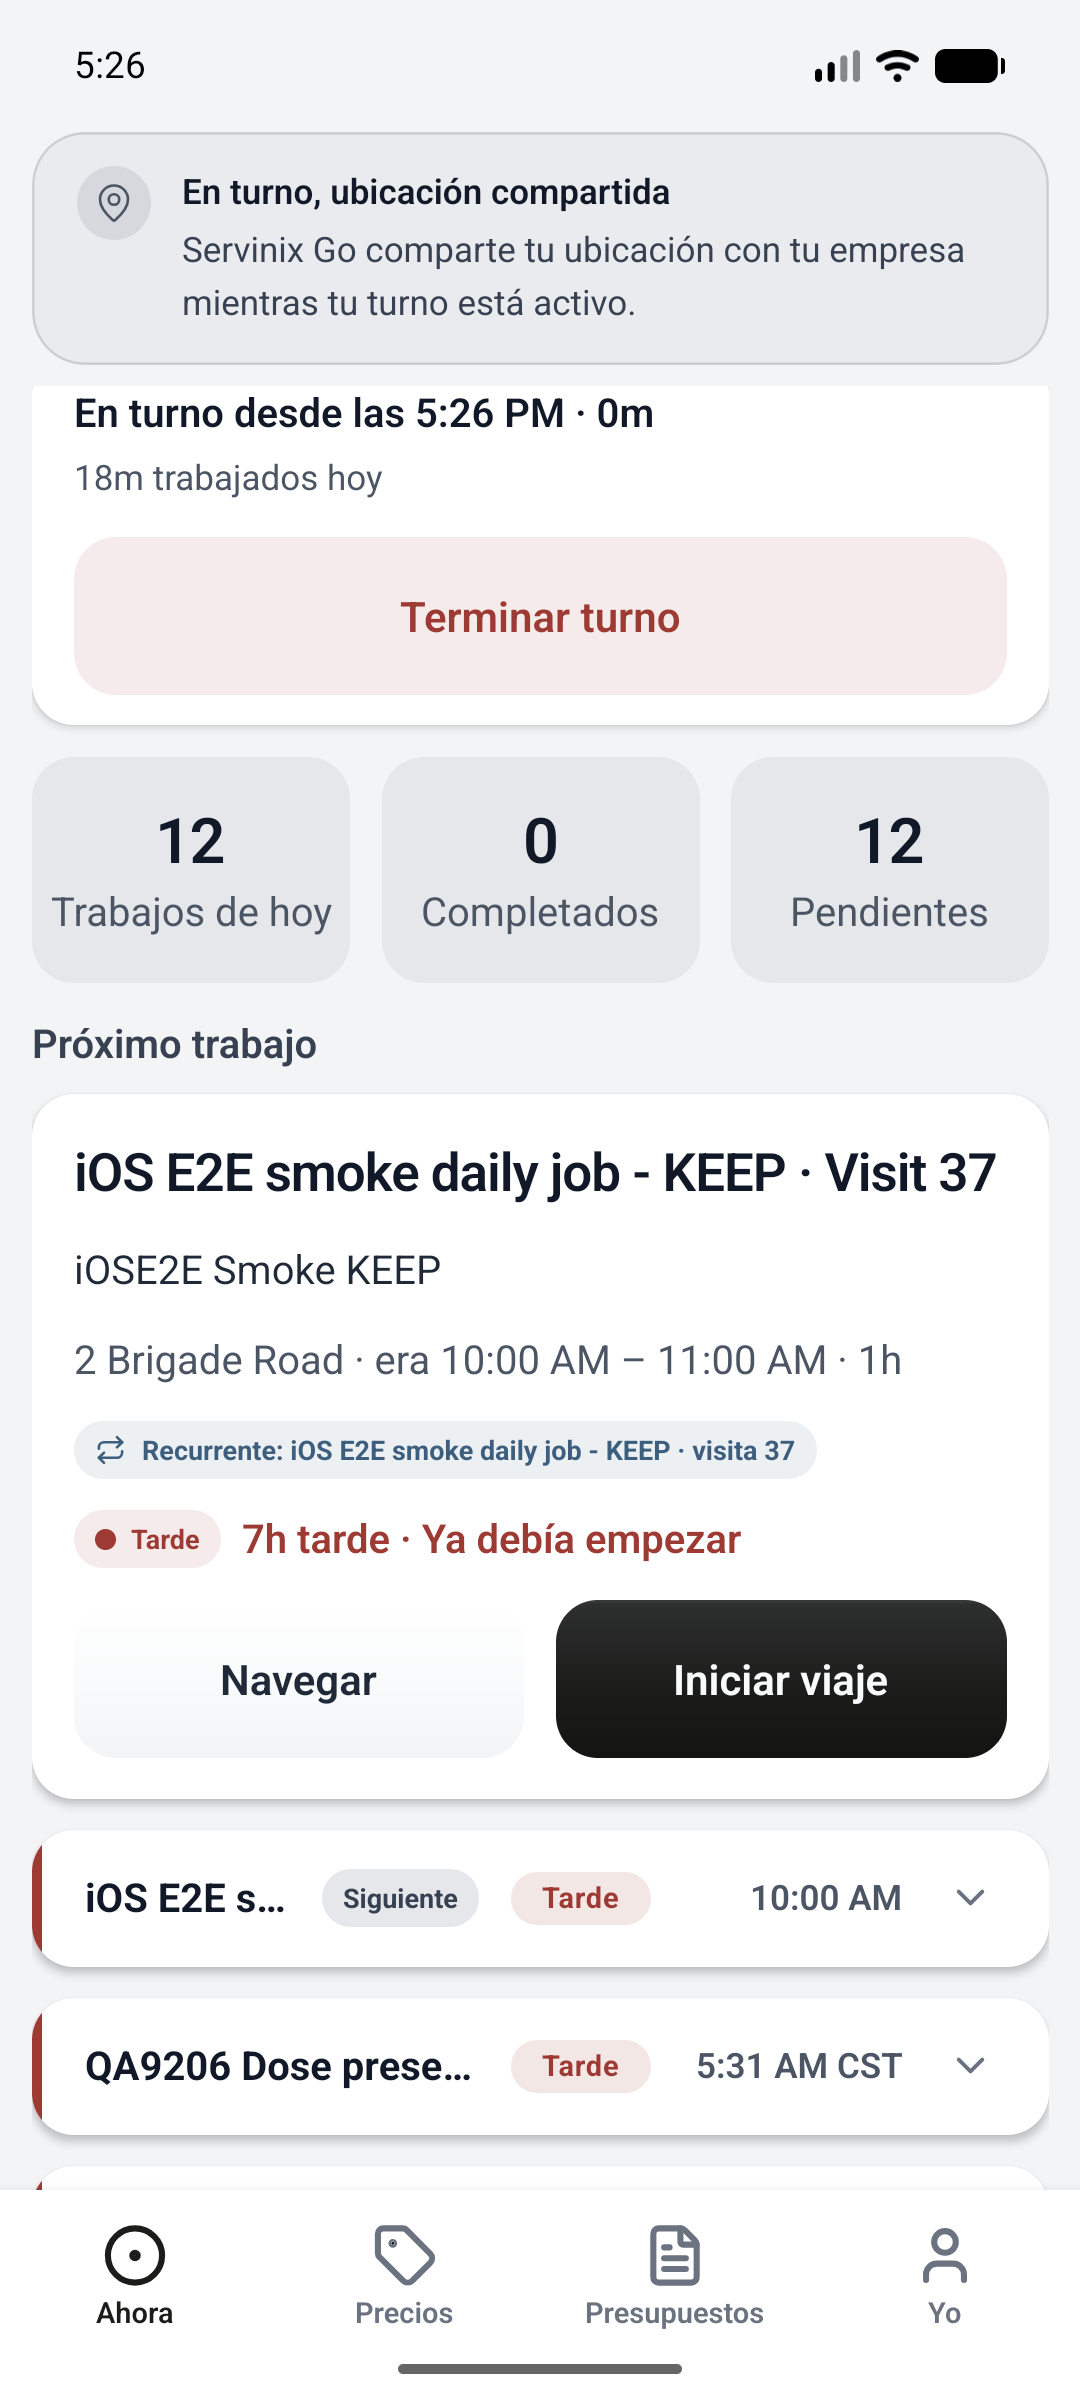 5:26
En turno, ubicación compartida
Servinix Go comparte tu ubicación con tu empresa
mientras tu turno está activo.
En turno desde las 5:26 PM · 0m
18m trabajados hoy
Terminar turno
12
Trabajos de hoy
0
Completados
12
Pendientes
Próximo trabajo
iOS E2E smoke daily job - KEEP · Visit 37
iOSE2E Smoke KEEP
2 Brigade Road · era 10:00 AM – 11:00 AM · 1h
Recurrente: iOS E2E smoke daily job - KEEP · visita 37
Tarde 7h tarde · Ya debía empezar
Navegar
Iniciar viaje
iOS E2E s... Siguiente Tarde 10:00 AM
QA9206 Dose prese... Tarde 5:31 AM CST
Ahora
Precios
Presupuestos
Yo